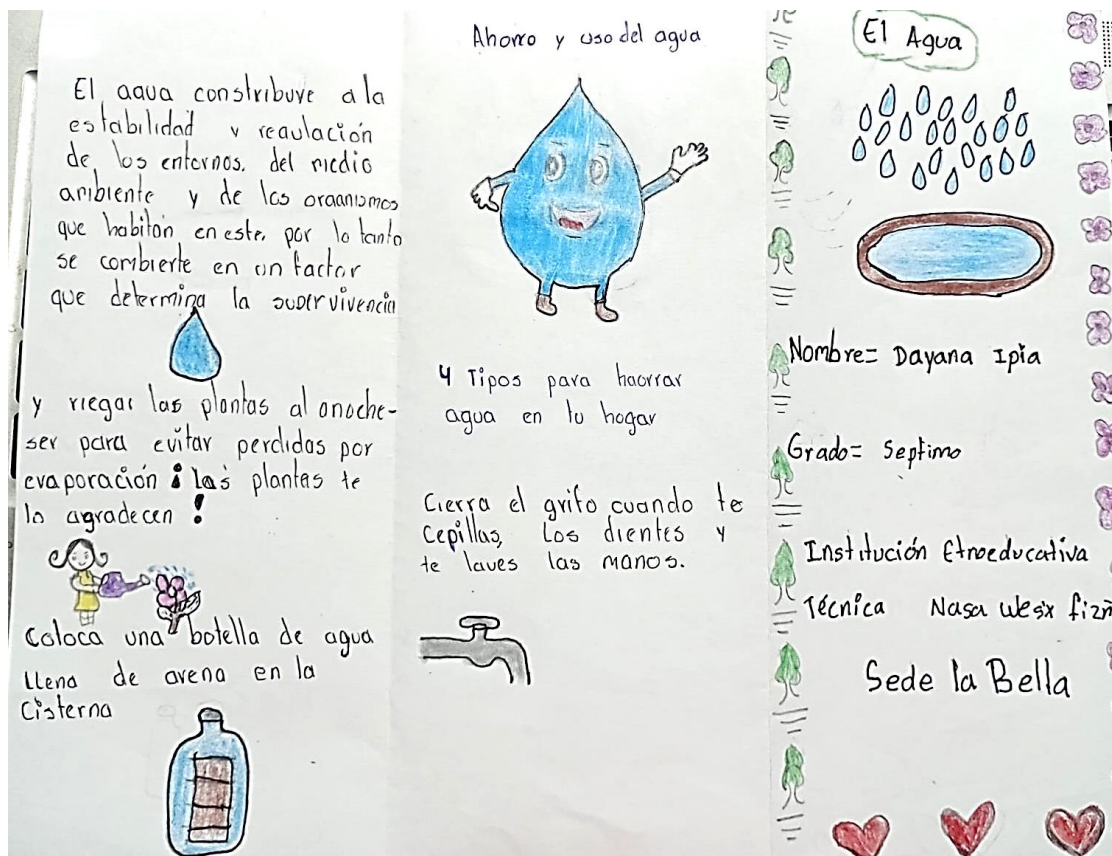 El agua constribuye a la
estabilidad y regulación
de los entornos. del medio
ambiente y de los organismos
que habitan en este, por lo tanto
se combierte en un factor
que determina la supervivencia
y riegar las plantas al anoche-
ser para evitar perdidas por
evaporación ¡ las plantas te
lo agradecen !
Coloca una botella de agua
Llena de arena en la
Cisterna
Ahorro y uso del agua
4 Tipos para haorrar
agua en tu hogar
Cierra el grifo cuando te
Cepillas, Los dientes y
te laves las manos.
El Agua
Nombre= Dayana Ipia
Grado= Septimo
Institución Etnoeducativa
Técnica Nasa Wesx fizñ
Sede la Bella